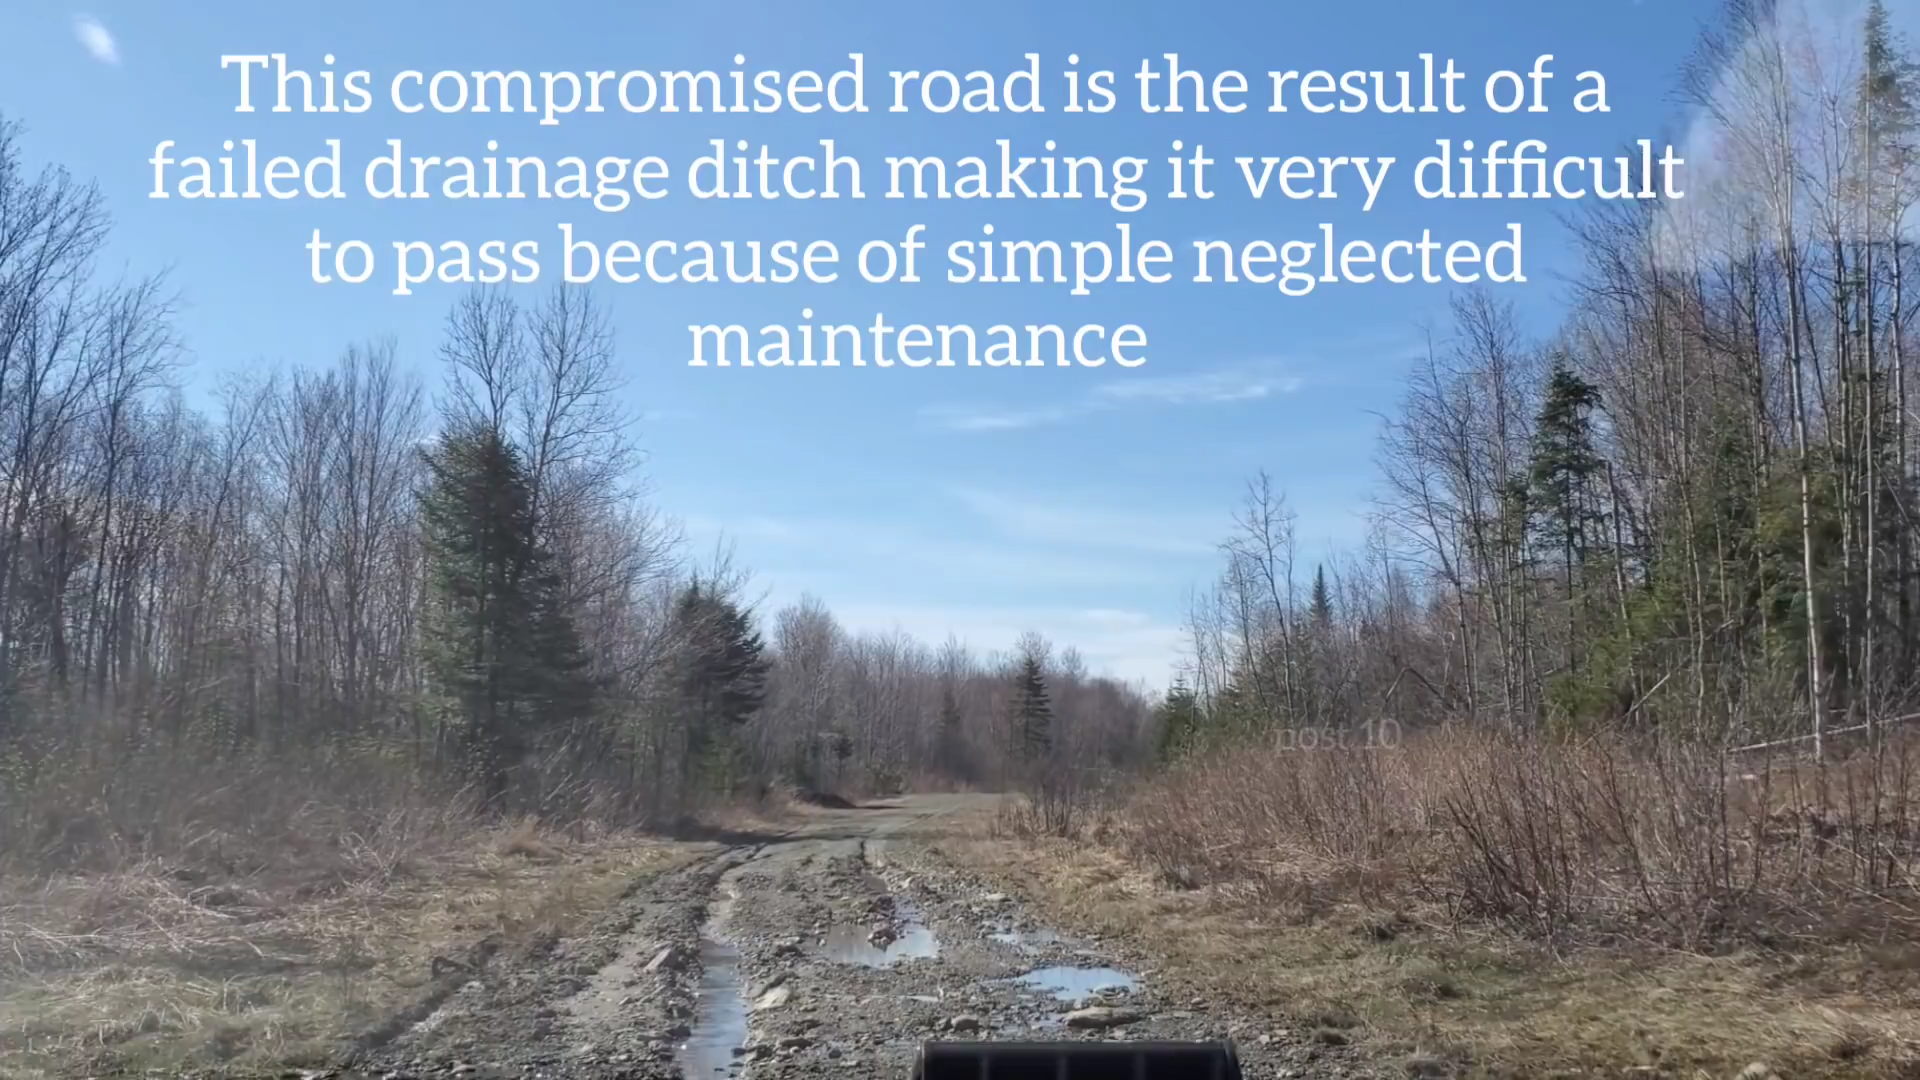 This compromised road is the result of a
failed drainage ditch making it very difficult
to pass because of simple neglected
maintenance
post 10